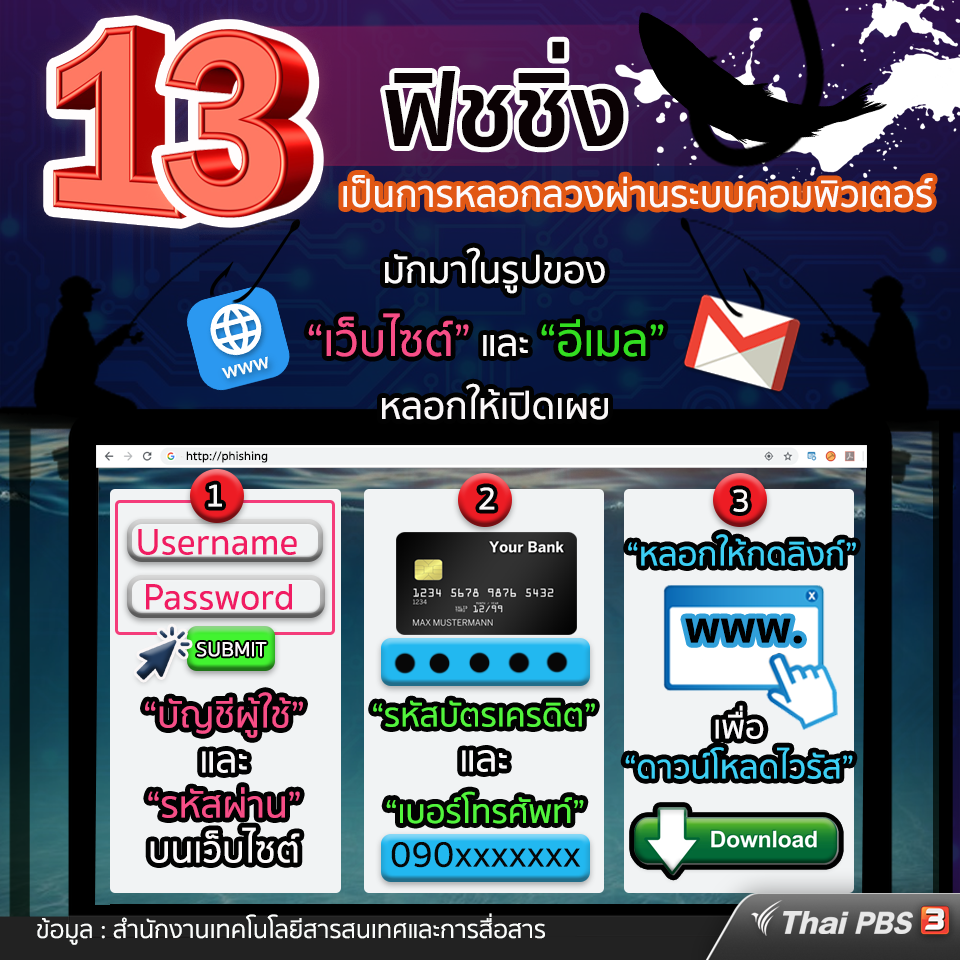 13
ฟิชชิ่ง
เป็นการหลอกลวงผ่านระบบคอมพิวเตอร์
มักมาในรูปของ
“เว็บไซต์” และ “อีเมล”
www
หลอกให้เปิดเผย
http://phishing
1
Username
Password
SUBMIT
“บัญชีผู้ใช้”
และ
“รหัสผ่าน”
บนเว็บไซต์
2
Your Bank
1234 5678 9876 5432
1234
12/99
MAX MUSTERMANN
“รหัสบัตรเครดิต”
และ
“เบอร์โทรศัพท์”
090xxxxxxx
3
“หลอกให้กดลิงก์”
X
www.
เพื่อ
“ดาวน์โหลดไวรัส”
Download
ข้อมูล : สำนักงานเทคโนโลยีสารสนเทศและการสื่อสาร
Thai PBS 3